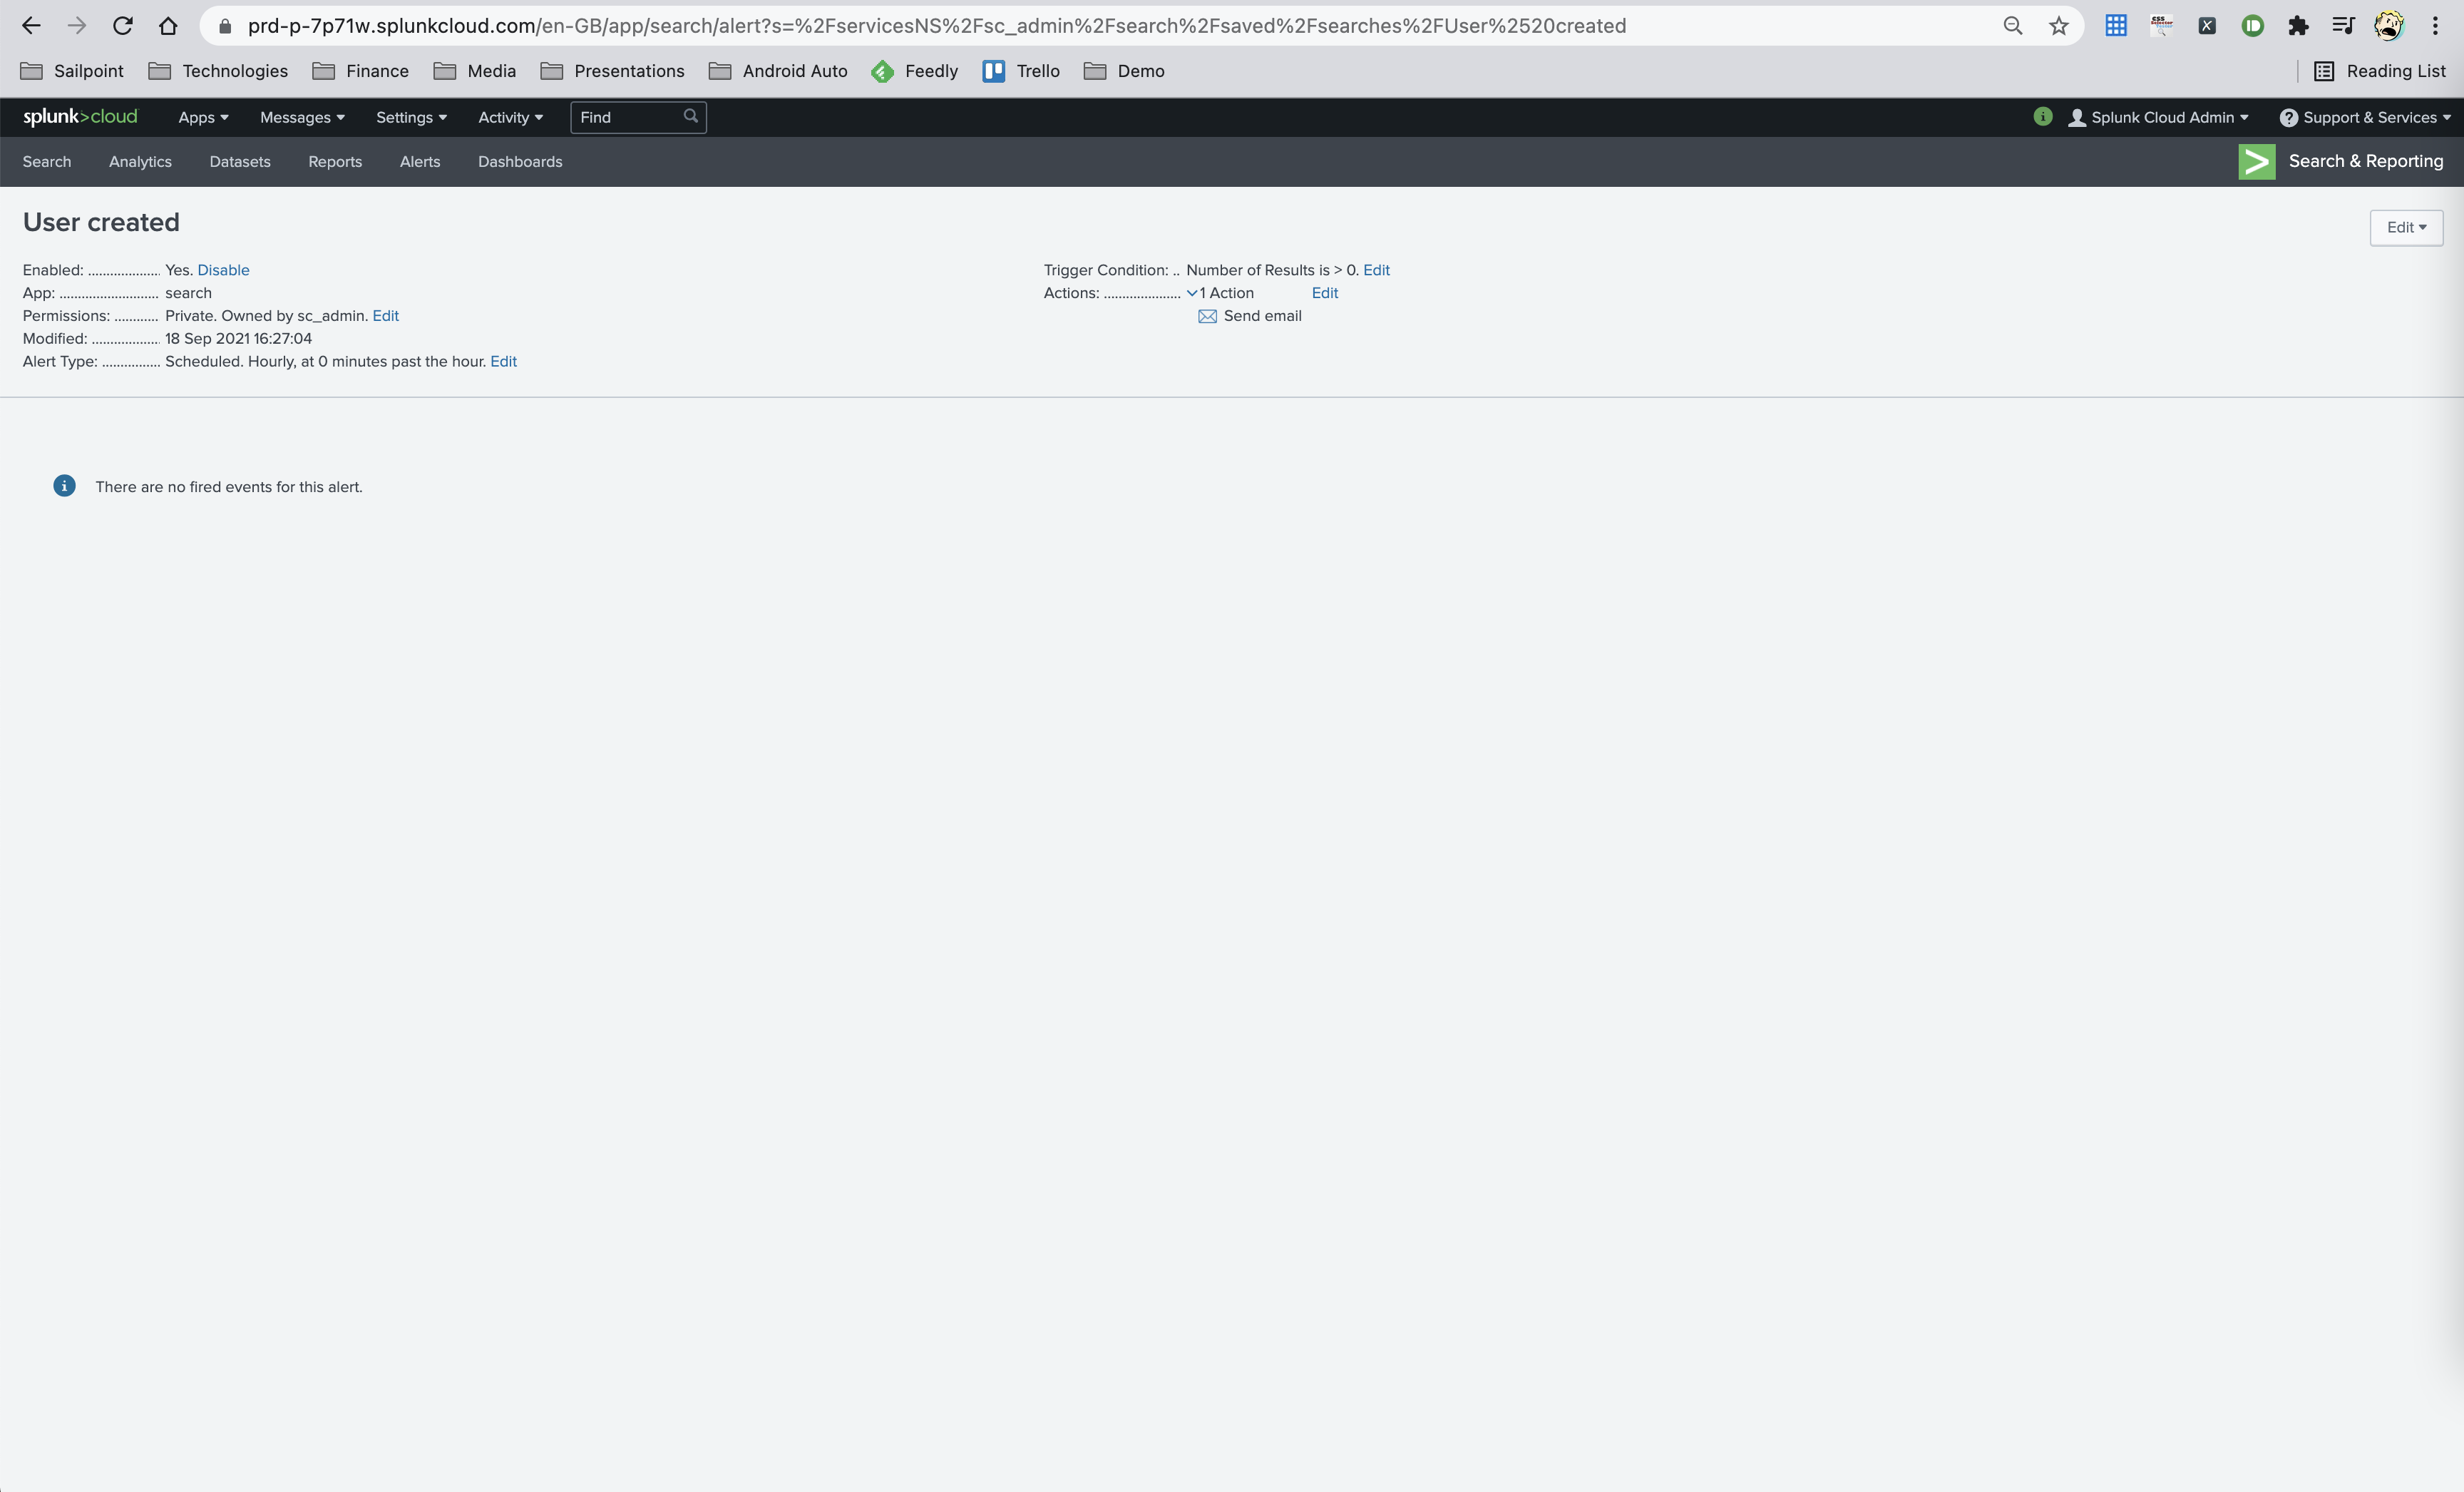 prd-p-7p71w.splunkcloud.com/en-GB/app/search/alert?s=%2FservicesNS%2Fsc_admin%2Fsearch%2Fsaved%2Fsearches%2FUser%2520created
Sailpoint Technologies Finance Media Presentations Android Auto Feedly Trello Demo Reading List
splunk>cloud Apps Messages Settings Activity Find i Splunk Cloud Admin ? Support & Services
Search Analytics Datasets Reports Alerts Dashboards > Search & Reporting
User created
Edit
Enabled: ................... Yes. Disable
App: .......................... search
Permissions: ............ Private. Owned by sc_admin. Edit
Modified: .................. 18 Sep 2021 16:27:04
Alert Type: ............... Scheduled. Hourly, at 0 minutes past the hour. Edit
Trigger Condition: .. Number of Results is > 0. Edit
Actions: .................... 1 Action Edit
Send email
There are no fired events for this alert.